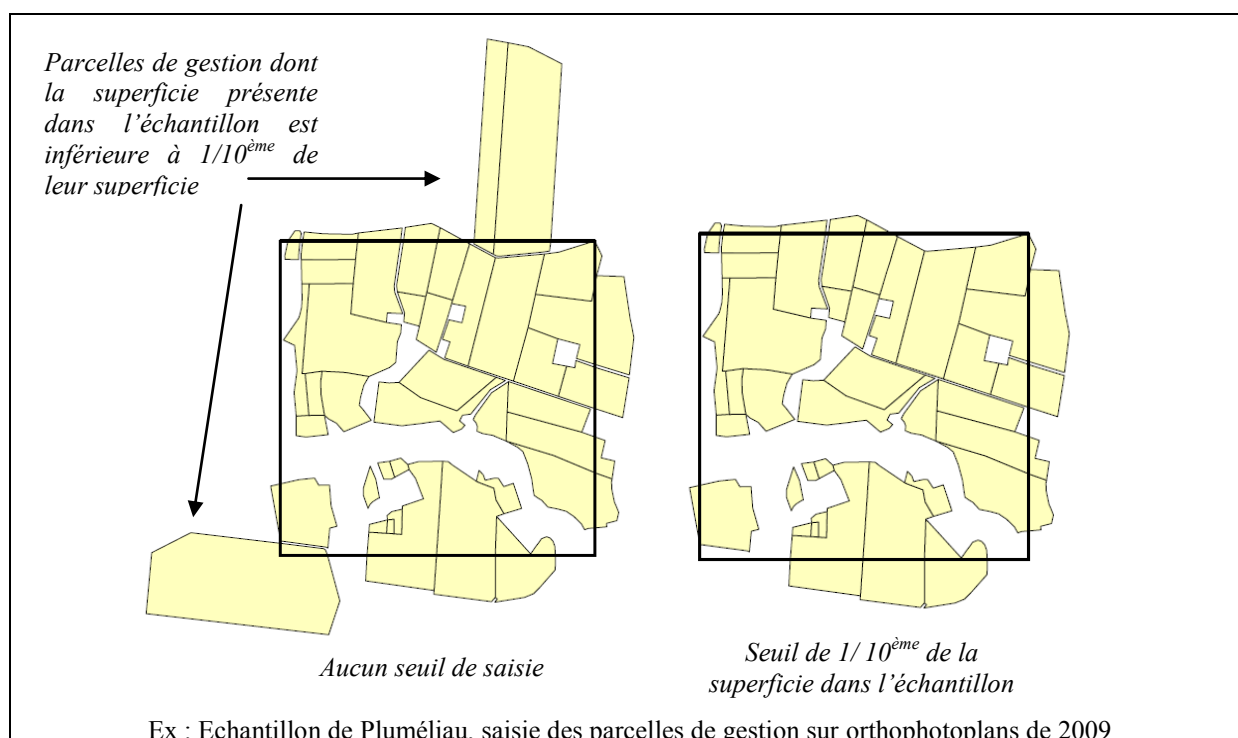 Parcelles de gestion dont
la superficie présente
dans l’échantillon est
inférieure à 1/10ème de
leur superficie
Aucun seuil de saisie
Seuil de 1/ 10ème de la
superficie dans l’échantillon
Ex : Echantillon de Pluméliau, saisie des parcelles de gestion sur orthophotoplans de 2009